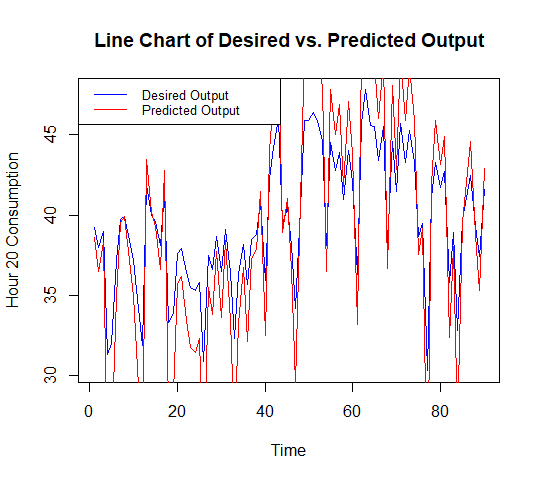 Line Chart of Desired vs. Predicted Output
Desired Output
Predicted Output
Hour 20 Consumption
45
40
35
30
0 20 40 60 80
Time